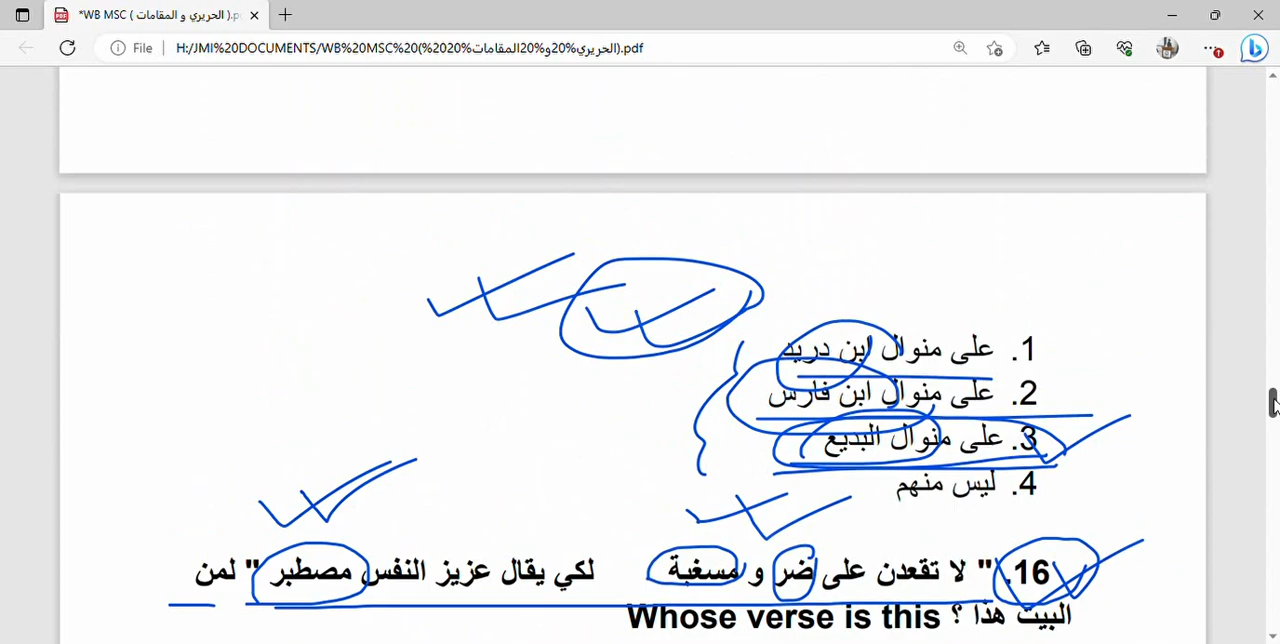 *WB MSC ( الحريري و المقامات ).p
File H:/JMI%20DOCUMENTS/WB%20MSC%20(%2020%الحريري%20و%20المقامات).pdf
1. على منوال ابن دريد
2. على منوال ابن فارس
3. على منوال البديع
4. ليس منهم
16. " لا تقعدن على ضر و مسغبة لكي يقال عزيز النفس مصطبر " لمن
البيت هذا ؟ Whose verse is this